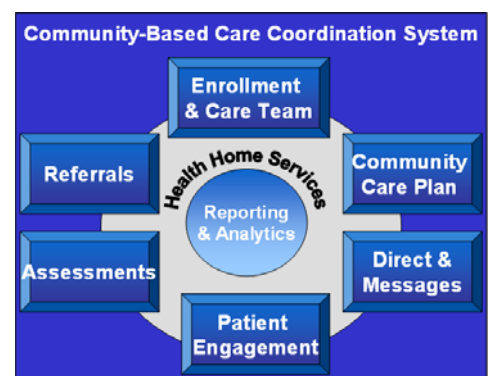 Community-Based Care Coordination System
Enrollment
& Care Team
Referrals
Health Home Services
Community
Care Plan
Reporting
& Analytics
Assessments
Direct &
Messages
Patient
Engagement